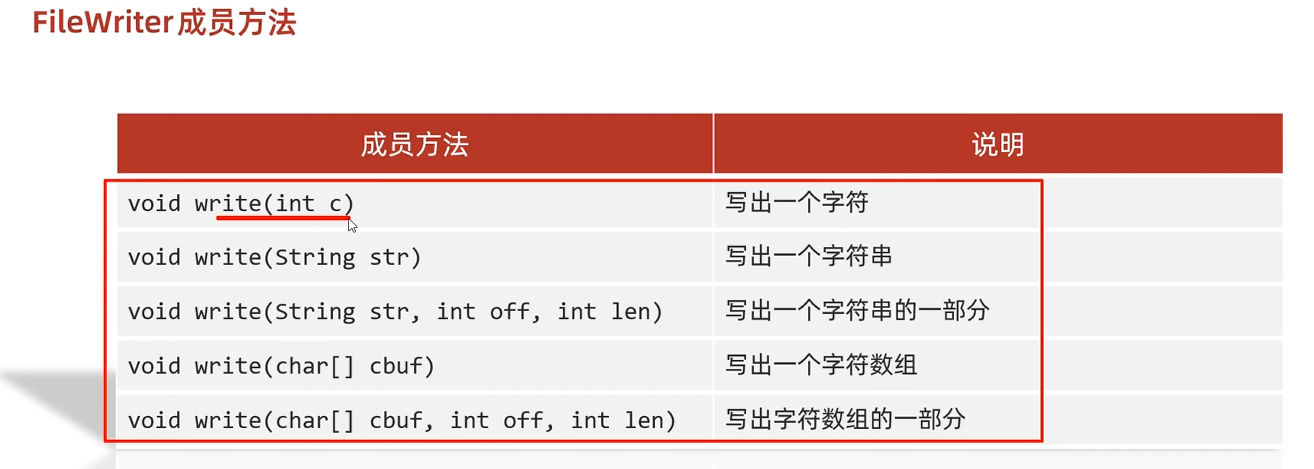 FileWriter成员方法
成员方法 说明
void write(int c) 写出一个字符
void write(String str) 写出一个字符串
void write(String str, int off, int len) 写出一个字符串的一部分
void write(char[] cbuf) 写出一个字符数组
void write(char[] cbuf, int off, int len) 写出字符数组的一部分